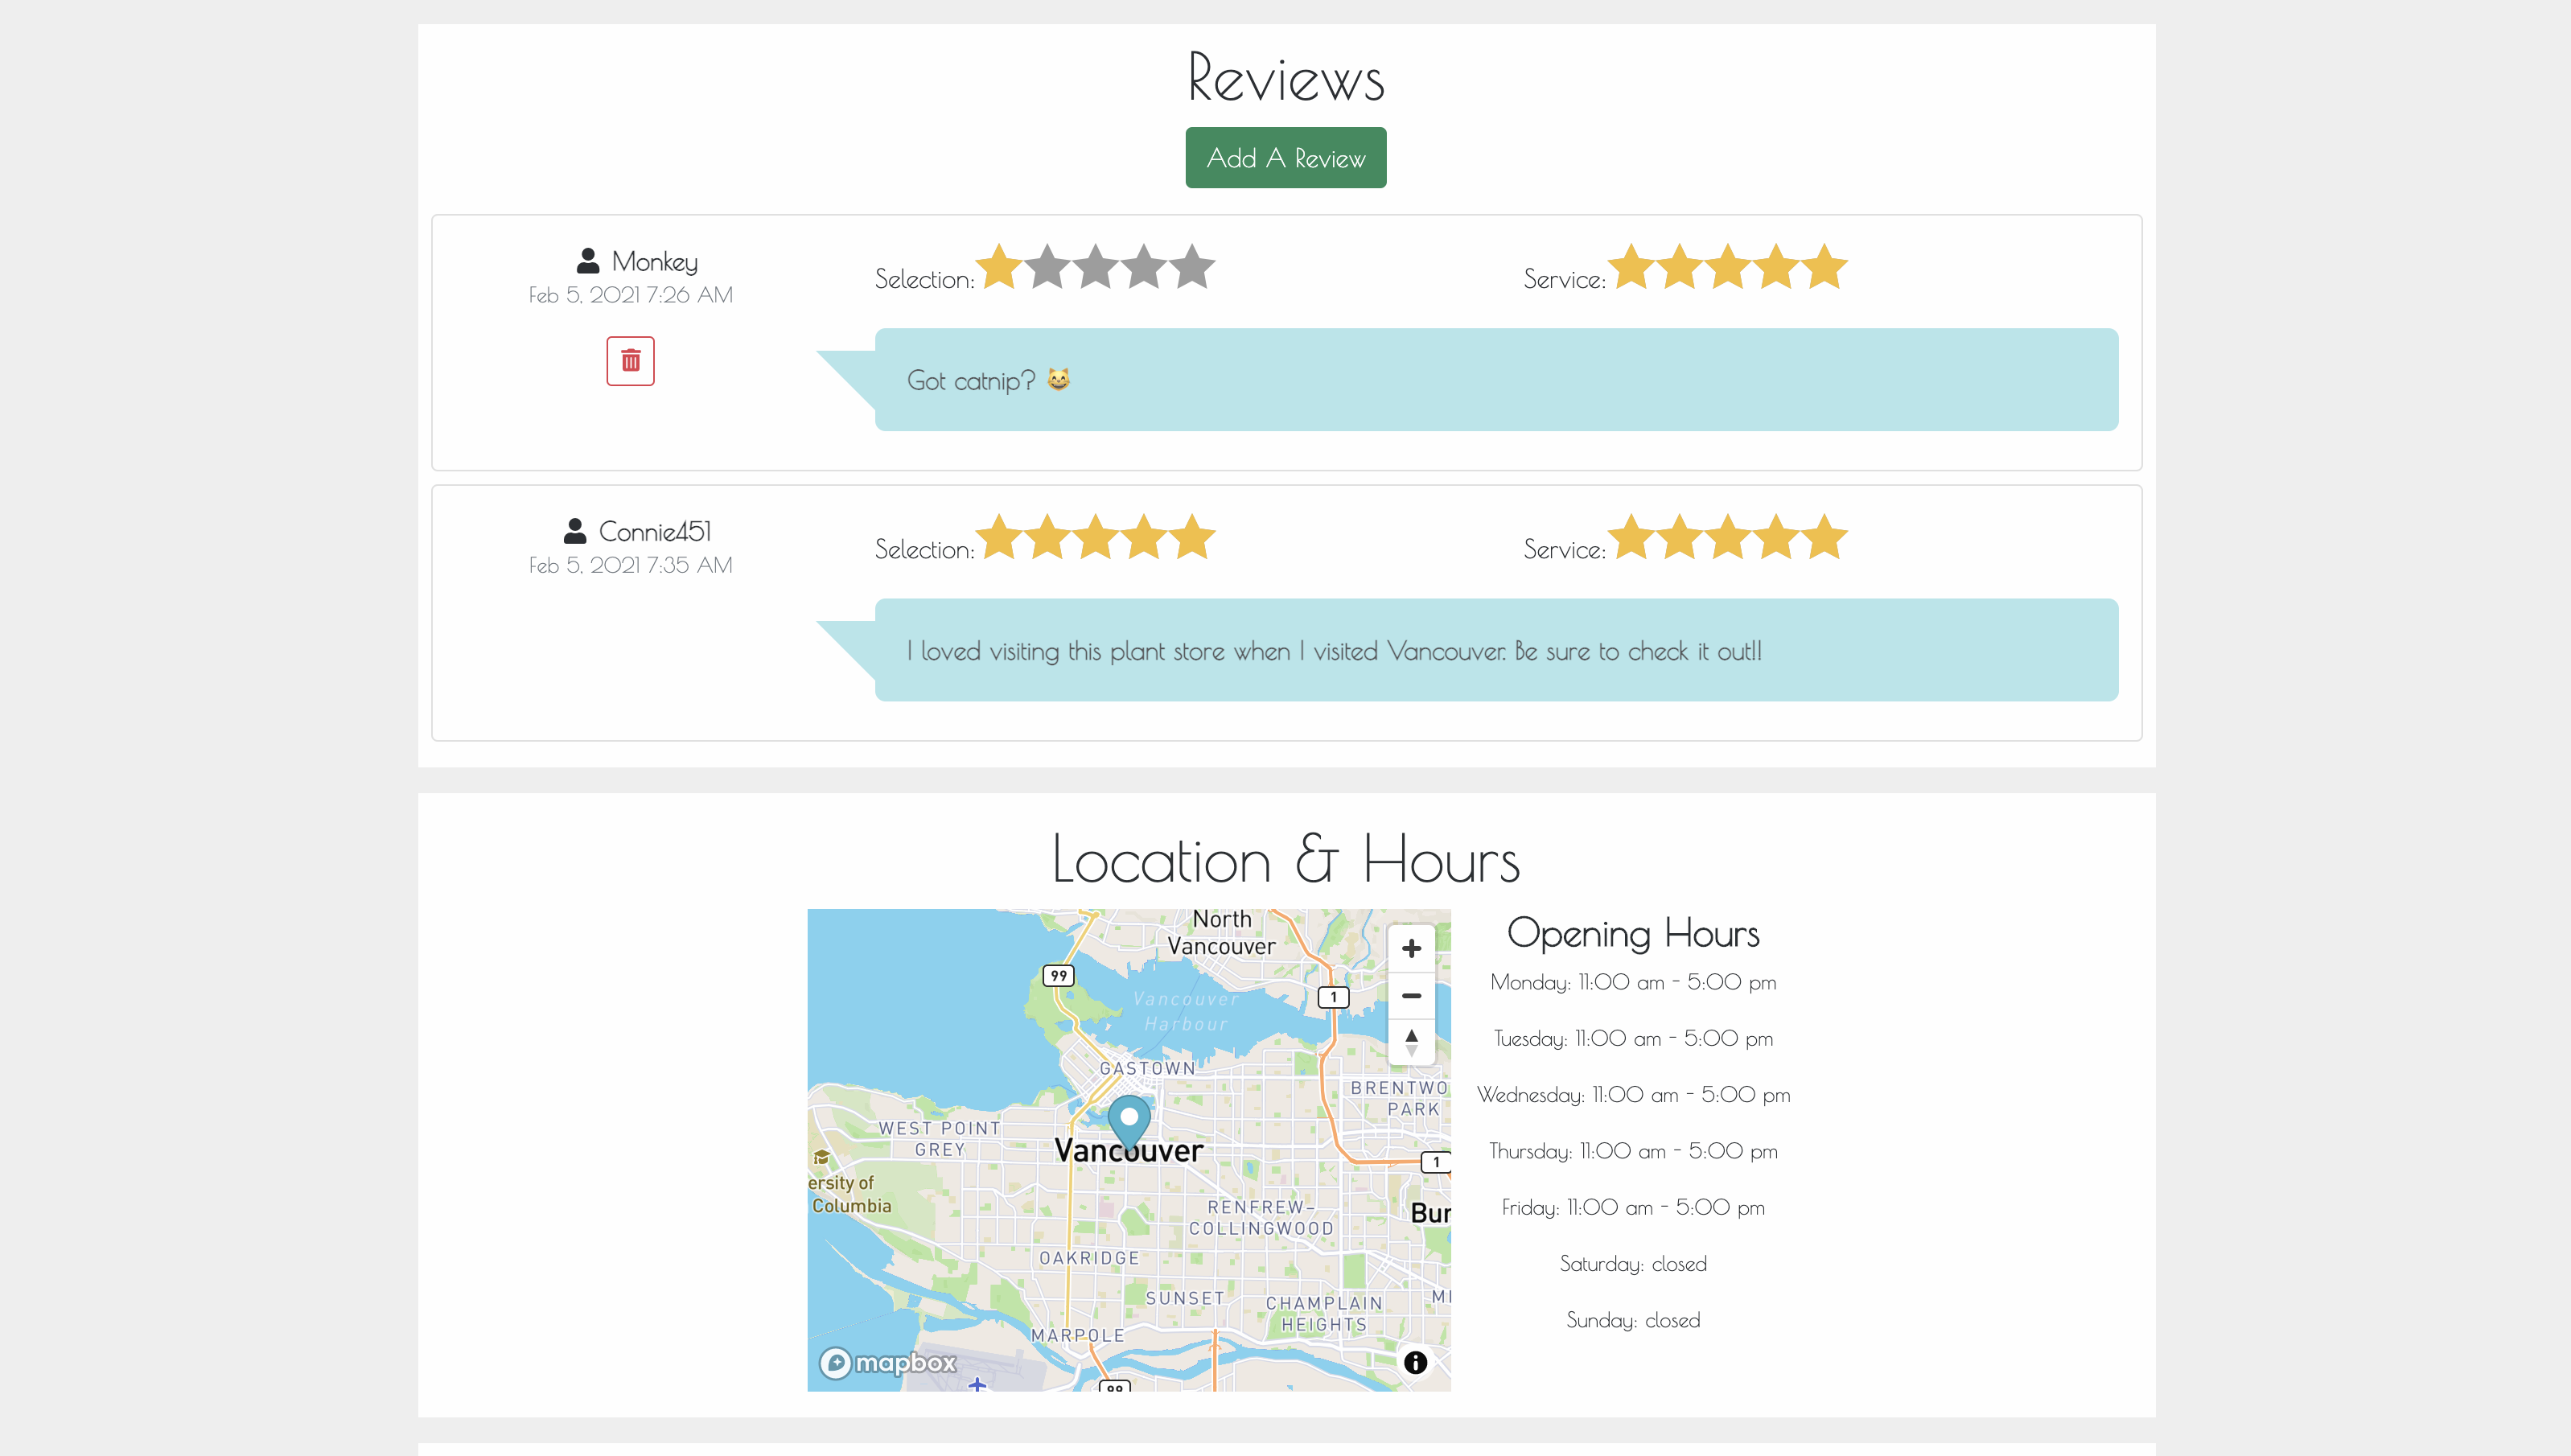 Reviews
Add A Review
Monkey
Feb 5, 2021 7:26 AM
Selection:
Service:
Got catnip? 😸
Connie451
Feb 5, 2021 7:35 AM
Selection:
Service:
I loved visiting this plant store when I visited Vancouver. Be sure to check it out!!
Location & Hours
North
Vancouver
99
1
Vancouver
Harbour
GASTOWN
BRENTWO
PARK
WEST POINT
GREY
Vancouver
1
ersity of
Columbia
RENFREW-
COLLINGWOOD
Bur
OAKRIDGE
SUNSET
CHAMPLAIN
HEIGHTS
MI
MARPOLE
mapbox
99
Opening Hours
Monday: 11:00 am - 5:00 pm
Tuesday: 11:00 am - 5:00 pm
Wednesday: 11:00 am - 5:00 pm
Thursday: 11:00 am - 5:00 pm
Friday: 11:00 am - 5:00 pm
Saturday: closed
Sunday: closed